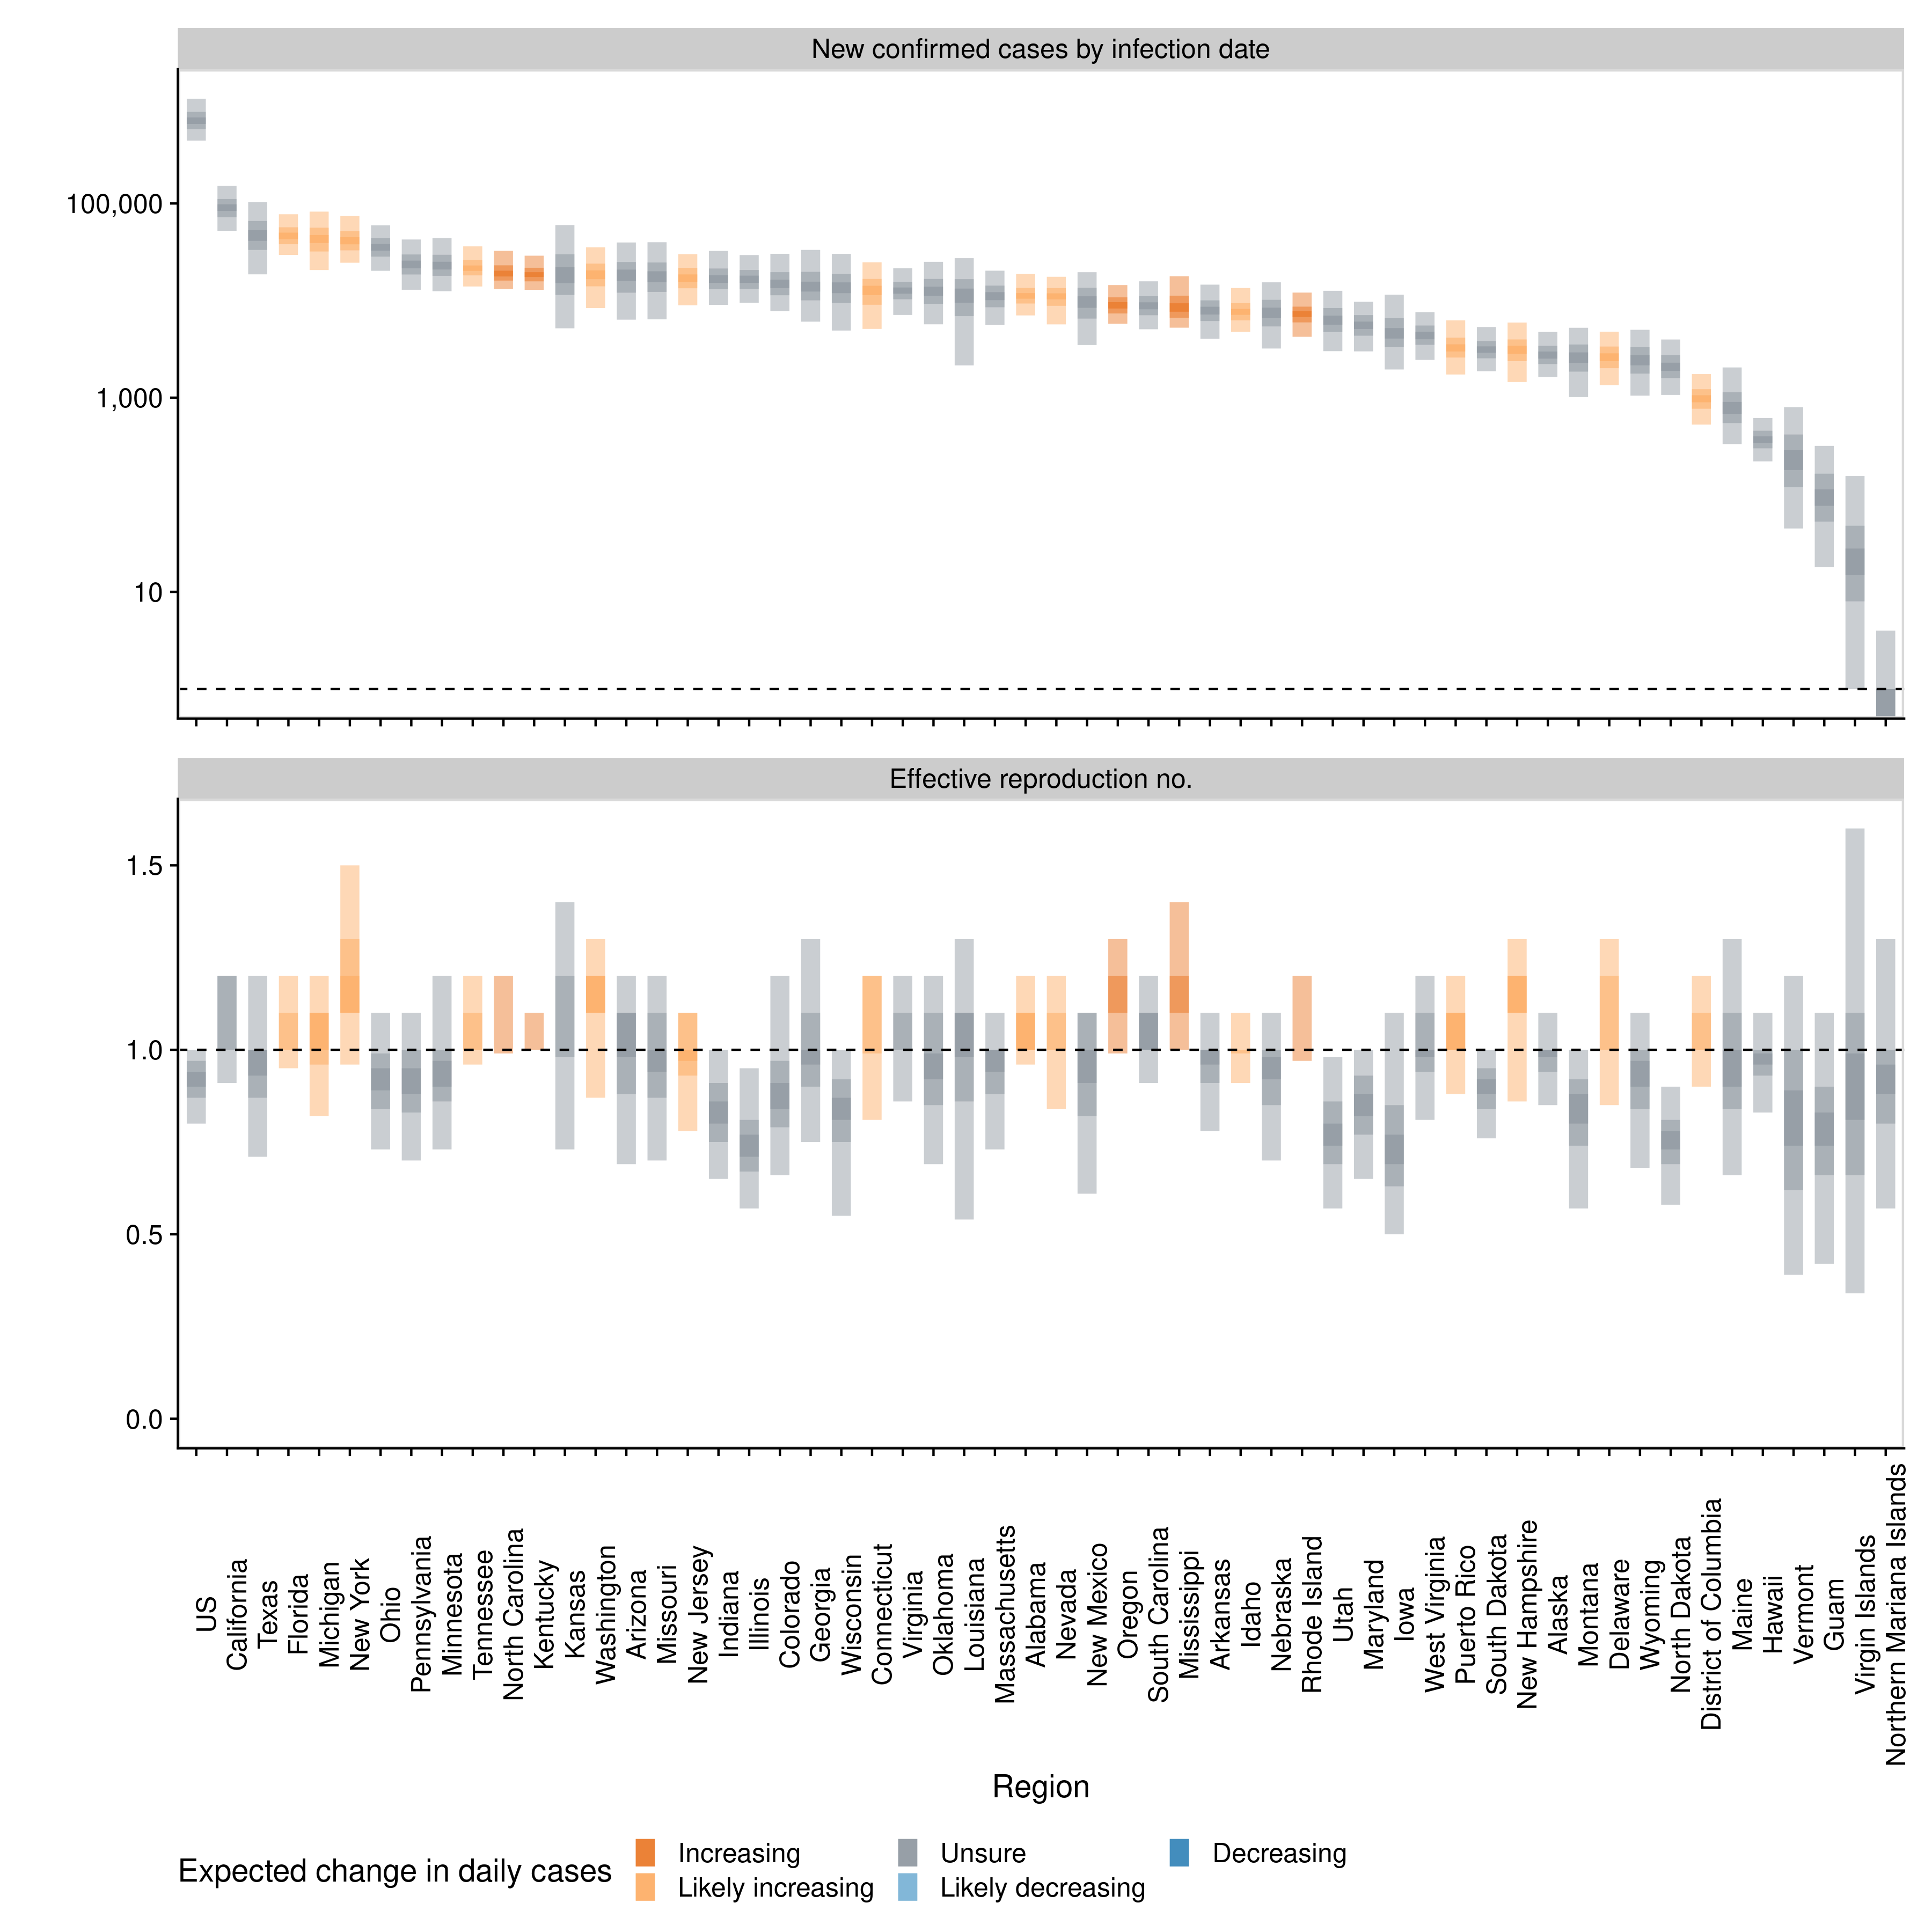 New confirmed cases by infection date
100,000
1,000
10
Effective reproduction no.
1.5
1.0
0.5
0.0
US
California
Texas
Florida
Michigan
New York
Ohio
Pennsylvania
Minnesota
Tennessee
North Carolina
Kentucky
Kansas
Washington
Arizona
Missouri
New Jersey
Indiana
Illinois
Colorado
Georgia
Wisconsin
Connecticut
Virginia
Oklahoma
Louisiana
Massachusetts
Alabama
Nevada
New Mexico
Oregon
South Carolina
Mississippi
Arkansas
Idaho
Nebraska
Rhode Island
Utah
Maryland
Iowa
West Virginia
Puerto Rico
South Dakota
New Hampshire
Alaska
Montana
Delaware
Wyoming
North Dakota
District of Columbia
Maine
Hawaii
Vermont
Guam
Virgin Islands
Northern Mariana Islands
Region
Expected change in daily cases
Increasing
Likely increasing
Unsure
Likely decreasing
Decreasing